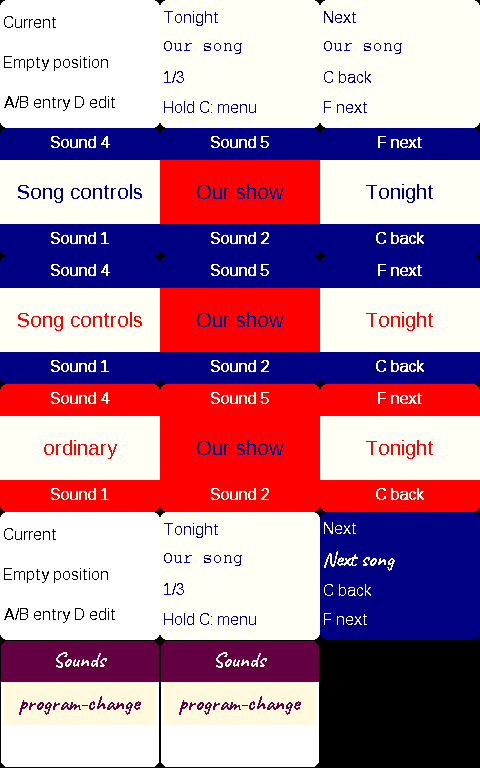 Current
Empty position
A/B entry D edit
Tonight
Our song
1/3
Hold C: menu
Next
Our song
C back
F next
Sound 4
Sound 5
F next
Song controls
Our show
Tonight
Sound 1
Sound 2
C back
Sound 4
Sound 5
F next
Song controls
Our show
Tonight
Sound 1
Sound 2
C back
Sound 4
Sound 5
F next
ordinary
Our show
Tonight
Sound 1
Sound 2
C back
Current
Empty position
A/B entry D edit
Tonight
Our song
1/3
Hold C: menu
Next
Next song
C back
F next
Sounds
program-change
Sounds
program-change